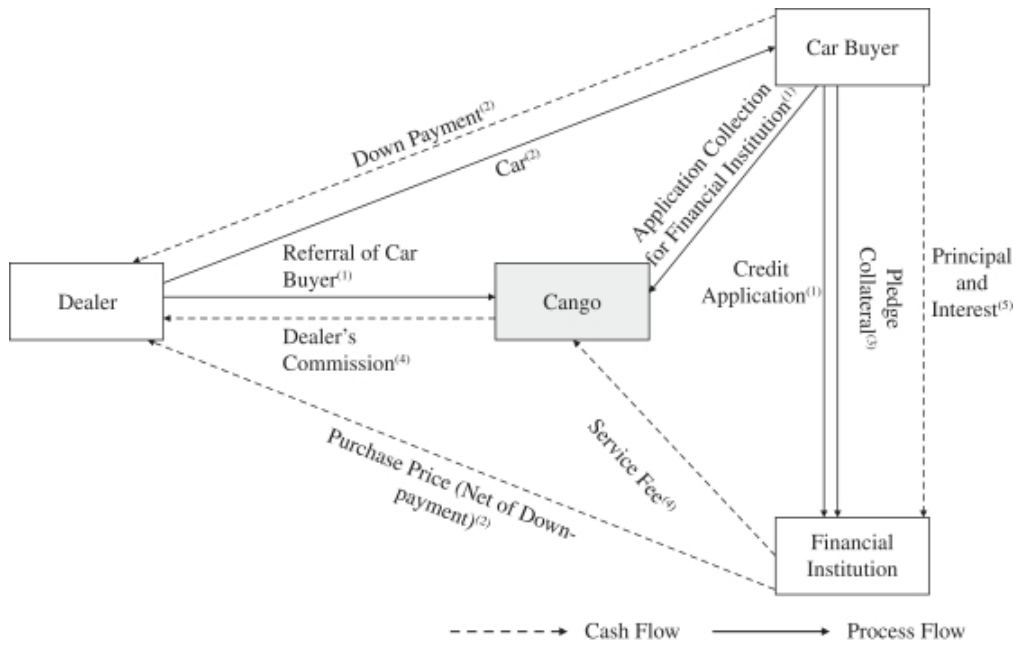 Car Buyer
Down Payment(2)
Car(2)
Application Collection
for Financial Institution(1)
Referral of Car
Buyer(1)
Dealer
Cango
Credit
Application(1)
Pledge
Collateral(3)
Principal
and
Interest(5)
Dealer's
Commission(4)
Service Fee(4)
Purchase Price (Net of Down-
payment)(2)
Financial
Institution
Cash Flow
Process Flow